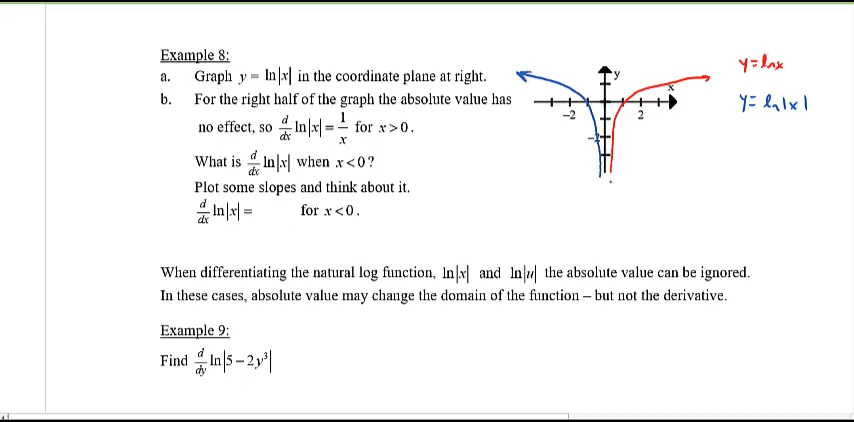 Example 8:
a. Graph y = ln|x| in the coordinate plane at right.
b. For the right half of the graph the absolute value has
no effect, so d/dx ln|x| = 1/x for x > 0.
What is d/dx ln|x| when x < 0?
Plot some slopes and think about it.
d/dx ln|x| = for x < 0.
y
x
-2
2
-2
y = ln x
y = ln|x|
When differentiating the natural log function, ln|x| and ln|u| the absolute value can be ignored.
In these cases, absolute value may change the domain of the function – but not the derivative.
Example 9:
Find d/dy ln|5 – 2y³|